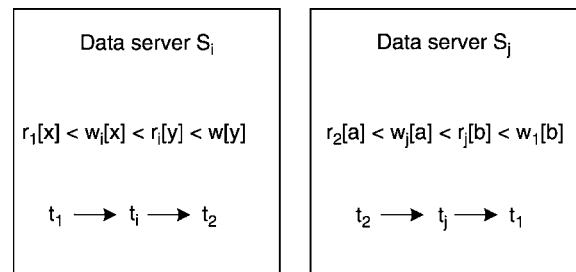 Data server Sᵢ
r₁[x] < wᵢ[x] < rᵢ[y] < w[y]
t₁ → tᵢ → t₂
Data server Sⱼ
r₂[a] < wⱼ[a] < rⱼ[b] < w₁[b]
t₂ → tⱼ → t₁